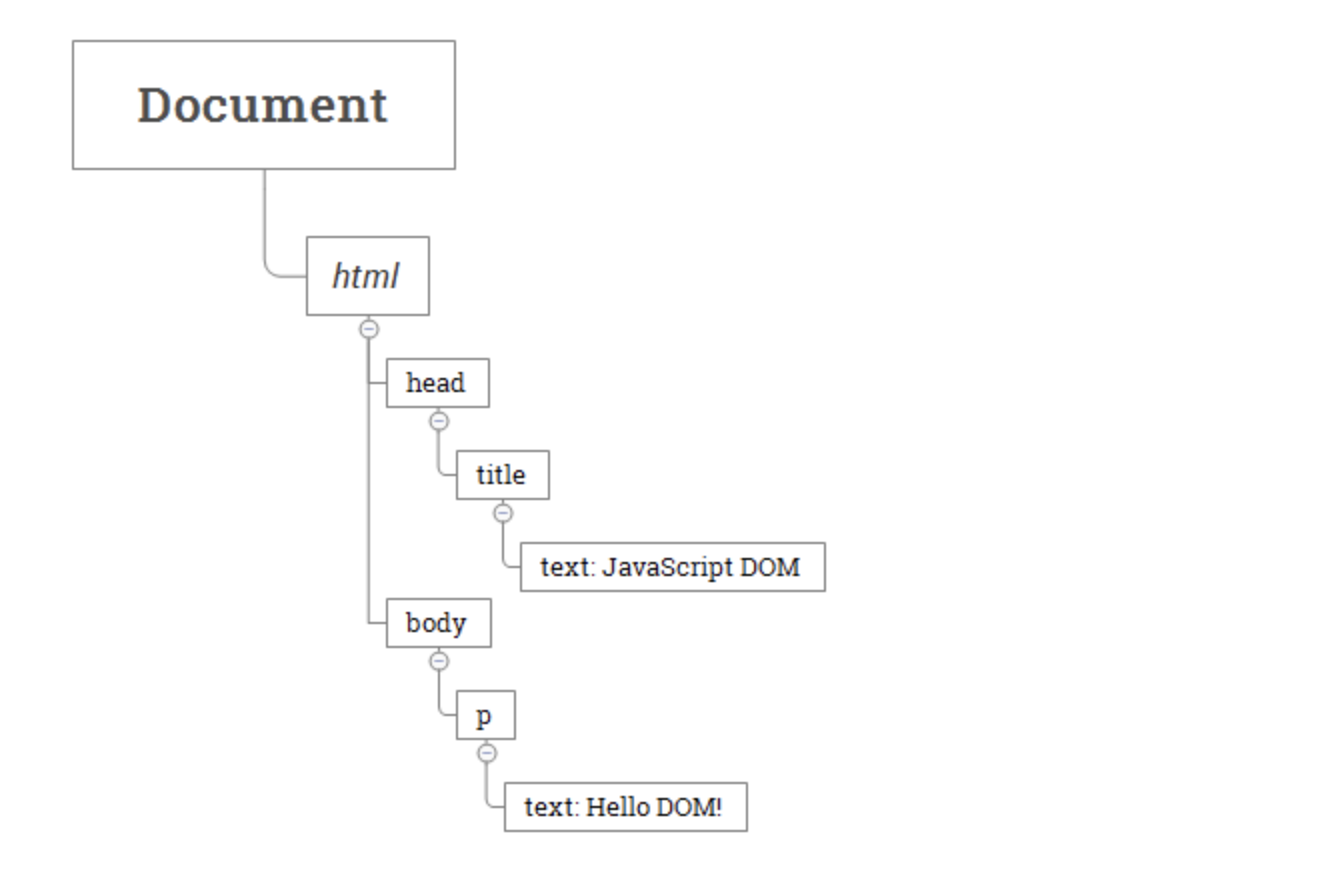 Document
html
head
title
text: JavaScript DOM
body
p
text: Hello DOM!